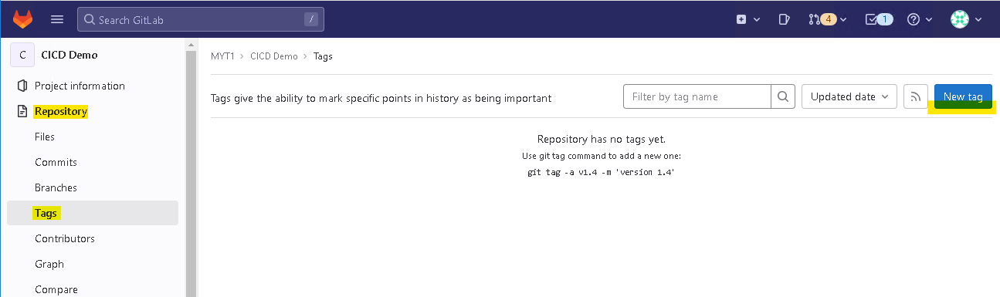 Search GitLab /
4
1
C CICD Demo
Project information
Repository
Files
Commits
Branches
Tags
Contributors
Graph
Compare
MYT1 > CICD Demo > Tags
Tags give the ability to mark specific points in history as being important
Filter by tag name
Updated date
New tag
Repository has no tags yet.
Use git tag command to add a new one:
git tag -a v1.4 -m 'version 1.4'